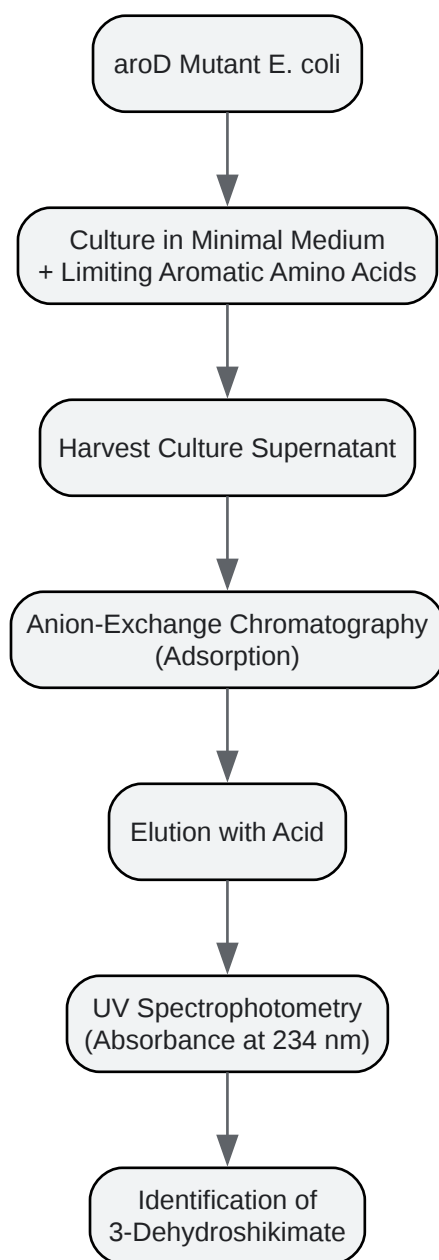 aroD Mutant E. coli
Culture in Minimal Medium
+ Limiting Aromatic Amino Acids
Harvest Culture Supernatant
Anion-Exchange Chromatography
(Adsorption)
Elution with Acid
UV Spectrophotometry
(Absorbance at 234 nm)
Identification of
3-Dehydroshikimate